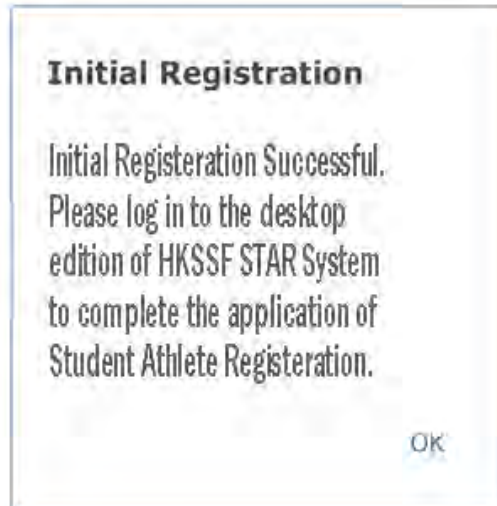 Initial Registration
Initial Registeration Successful.
Please log in to the desktop
edition of HKSSF STAR System
to complete the application of
Student Athlete Registeration.
OK